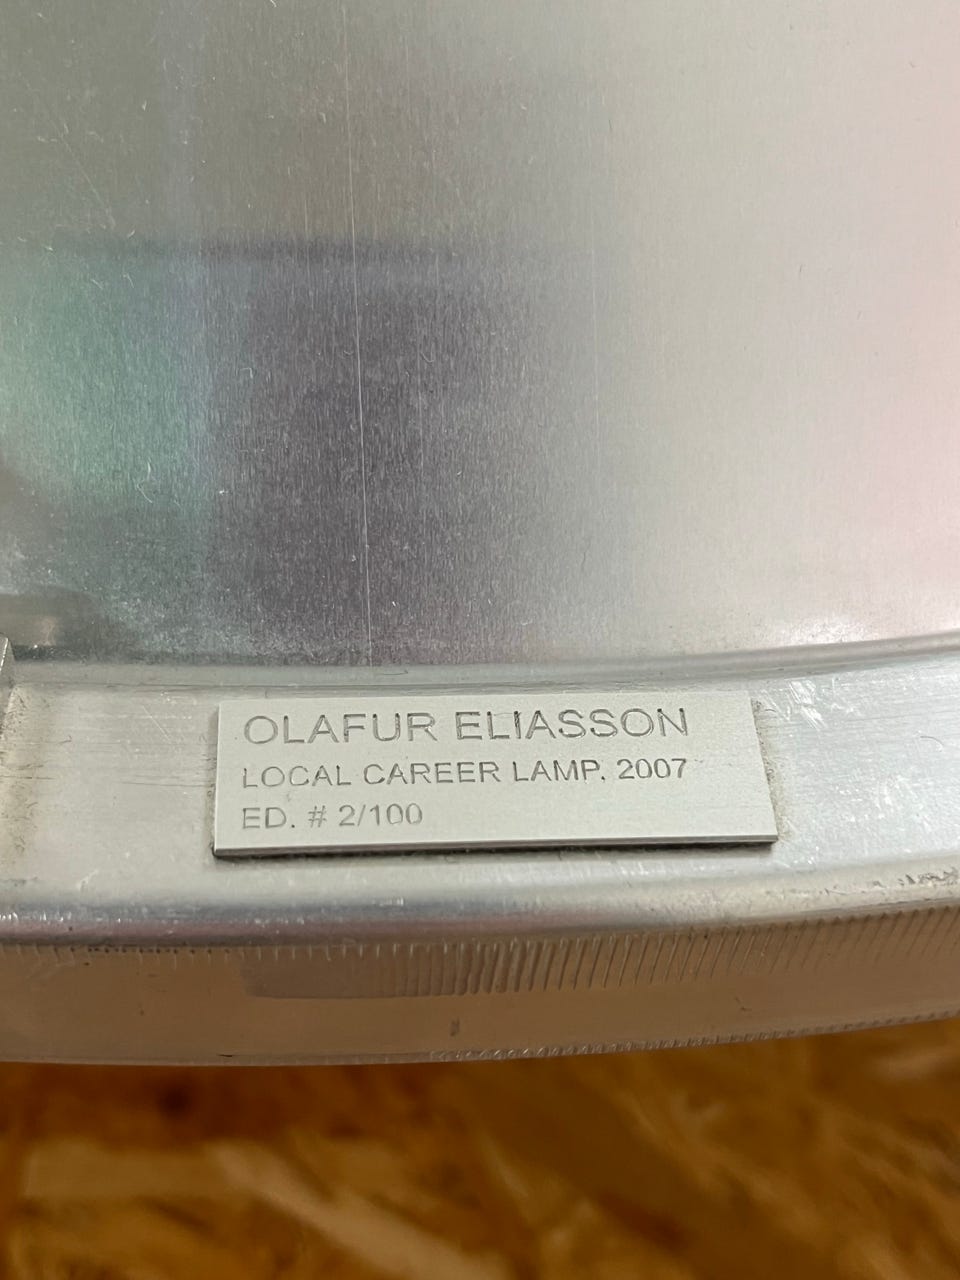 OLAFUR ELIASSON
LOCAL CAREER LAMP, 2007
ED. # 2/100